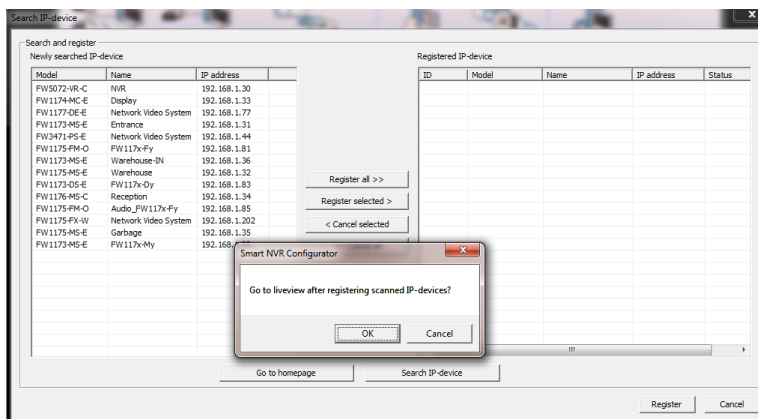 Search IP-device
x
Search and register
Newly searched IP-device
Registered IP-device
Model Name IP address
ID Model Name IP address Status
FW5072-VR-C NVR 192.168.1.30
FW1174-MC-E Display 192.168.1.33
FW1177-DE-E Network Video System 192.168.1.77
FW1173-MS-E Entrance 192.168.1.31
FW3471-PS-E Network Video System 192.168.1.44
FW1175-FM-O FW117x-Fy 192.168.1.81
FW1173-MS-E Warehouse-IN 192.168.1.36
FW1175-MS-E Warehouse 192.168.1.32
FW1173-DS-E FW117x-Dy 192.168.1.83
FW1176-MS-C Reception 192.168.1.34
FW1175-FM-O Audio_FW117x-Fy 192.168.1.85
FW1175-FX-W Network Video System 192.168.1.202
FW1175-MS-E Garbage 192.168.1.35
FW1173-MS-E FW117x-My
Register all >>
Register selected >
< Cancel selected
Smart NVR Configurator
x
Go to liveview after registering scanned IP-devices?
OK Cancel
Go to homepage Search IP-device
Register Cancel